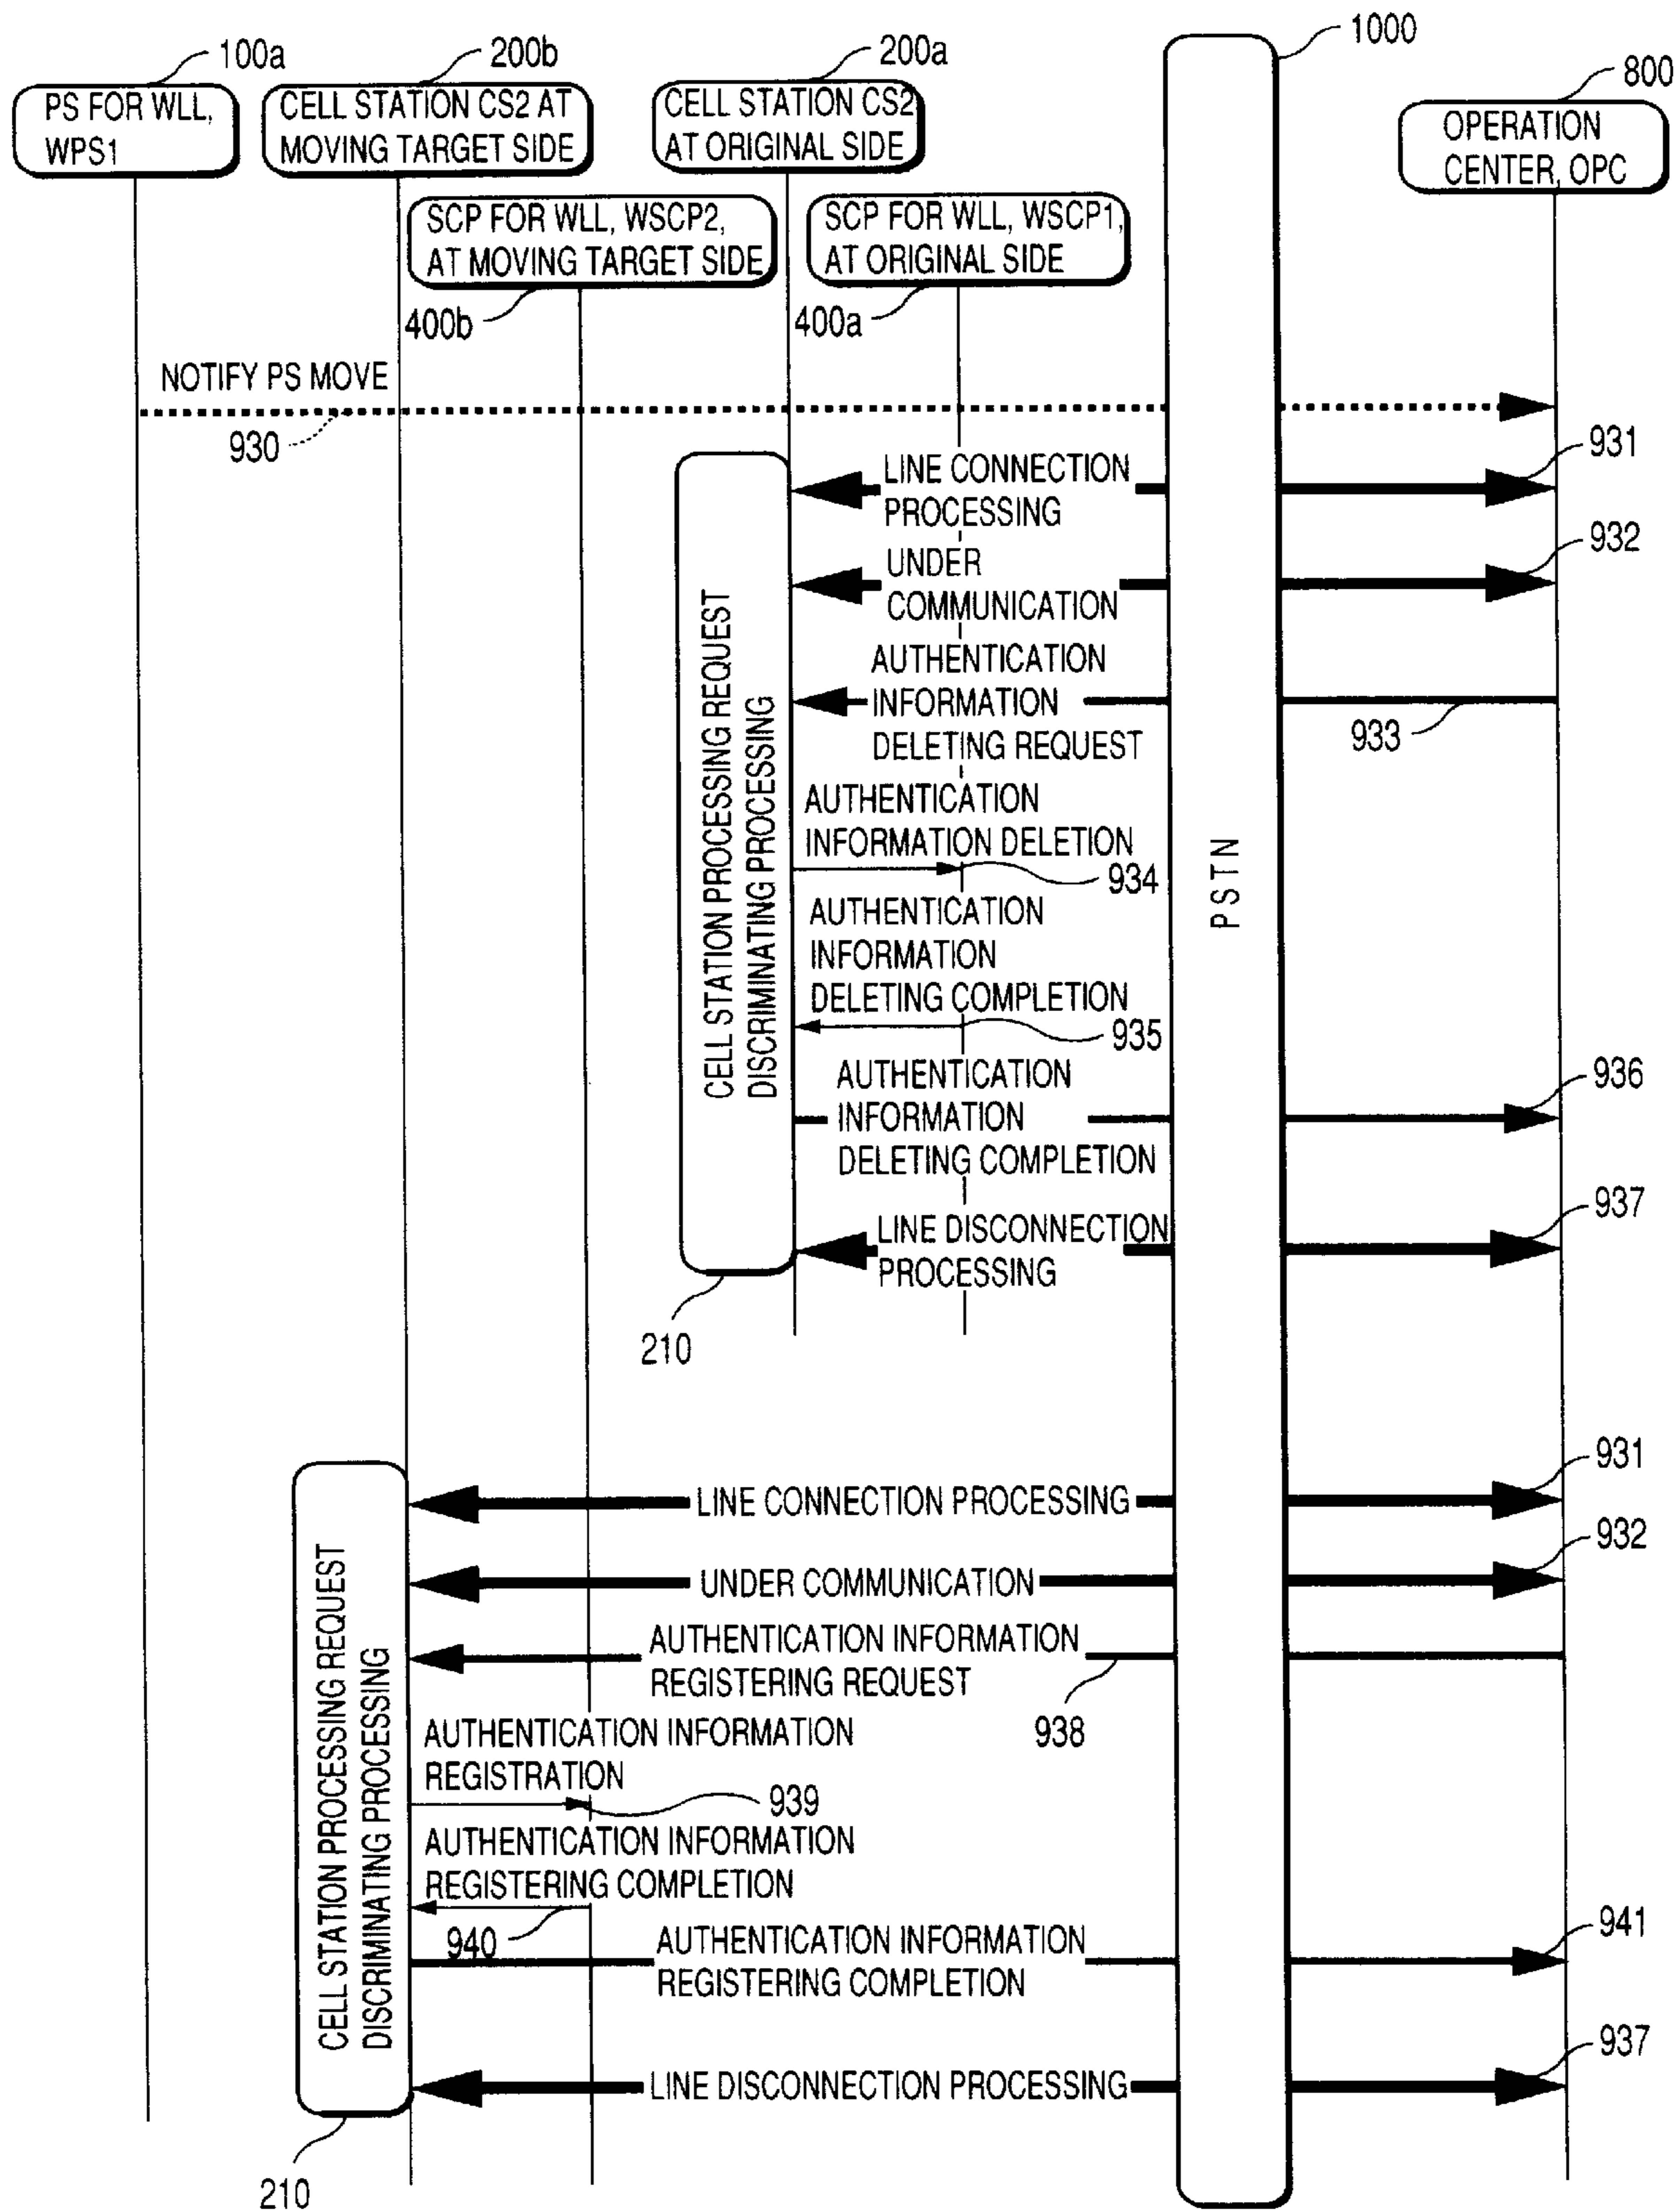 100a
200b
200a
1000
800
PS FOR WLL,
WPS1
CELL STATION CS2 AT
MOVING TARGET SIDE
CELL STATION CS2
AT ORIGINAL SIDE
OPERATION
CENTER, OPC
SCP FOR WLL, WSCP2,
AT MOVING TARGET SIDE
SCP FOR WLL, WSCP1,
AT ORIGINAL SIDE
400b
400a
NOTIFY PS MOVE
930
931
LINE CONNECTION
PROCESSING
932
UNDER
COMMUNICATION
AUTHENTICATION
INFORMATION
DELETING REQUEST
933
CELL STATION PROCESSING REQUEST
DISCRIMINATING PROCESSING
PSTN
AUTHENTICATION
INFORMATION DELETION
934
AUTHENTICATION
INFORMATION
DELETING COMPLETION
935
AUTHENTICATION
INFORMATION
DELETING COMPLETION
936
LINE DISCONNECTION
PROCESSING
937
210
931
LINE CONNECTION PROCESSING
932
UNDER COMMUNICATION
AUTHENTICATION INFORMATION
REGISTERING REQUEST
938
CELL STATION PROCESSING REQUEST
DISCRIMINATING PROCESSING
AUTHENTICATION INFORMATION
REGISTRATION
939
AUTHENTICATION INFORMATION
REGISTERING COMPLETION
940
AUTHENTICATION INFORMATION
REGISTERING COMPLETION
941
937
LINE DISCONNECTION PROCESSING
210